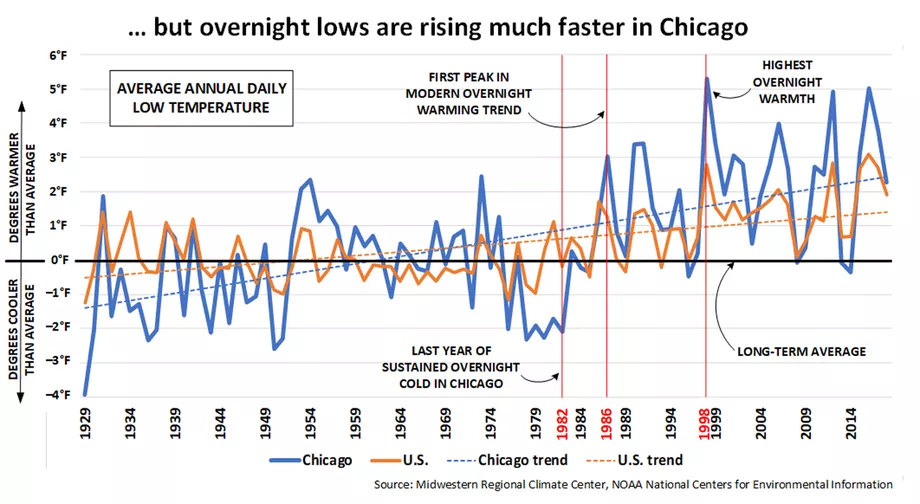 ... but overnight lows are rising much faster in Chicago
6°F
5°F
4°F
3°F
2°F
1°F
0°F
−1°F
−2°F
−3°F
−4°F
DEGREES WARMER
THAN AVERAGE
DEGREES COOLER
THAN AVERAGE
AVERAGE ANNUAL DAILY
LOW TEMPERATURE
FIRST PEAK IN
MODERN OVERNIGHT
WARMING TREND
HIGHEST
OVERNIGHT
WARMTH
LAST YEAR OF
SUSTAINED OVERNIGHT
COLD IN CHICAGO
LONG-TERM AVERAGE
1929
1934
1939
1944
1949
1954
1959
1964
1969
1974
1979
1982
1984
1986
1989
1994
1998
1999
2004
2009
2014
Chicago
U.S.
Chicago trend
U.S. trend
Source: Midwestern Regional Climate Center, NOAA National Centers for Environmental Information